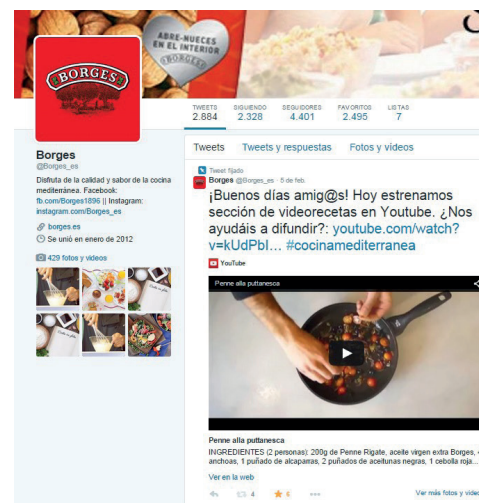 ABRE-NUECES
EN EL INTERIOR
BORGES
BORGES
TWEETS SIGUIENDO SEGUIDORES FAVORITOS LISTAS
2.884 2.328 4.401 2.495 7
Borges
@Borges_es
Disfruta de la calidad y sabor de la cocina
mediterránea. Facebook:
fb.com/Borges1896 || Instagram:
instagram.com/Borges_es
borges.es
Se unió en enero de 2012
429 fotos y vídeos
Tweets Tweets y respuestas Fotos y vídeos
Tweet fijado
Borges @Borges_es · 5 de feb.
¡Buenos días amig@s! Hoy estrenamos
sección de videorecetas en Youtube. ¿Nos
ayudáis a difundir?: youtube.com/watch?
v=kUdPbI... #cocinamediterranea
YouTube
Penne alla puttanesca
Penne alla puttanesca
INGREDIENTES (2 personas): 200g de Penne Rigate, aceite virgen extra Borges,
anchoas, 1 puñado de alcaparras, 2 puñados de aceitunas negras, 1 cebolla roja...
Ver en la web
4 6 Ver más fotos y vídeo